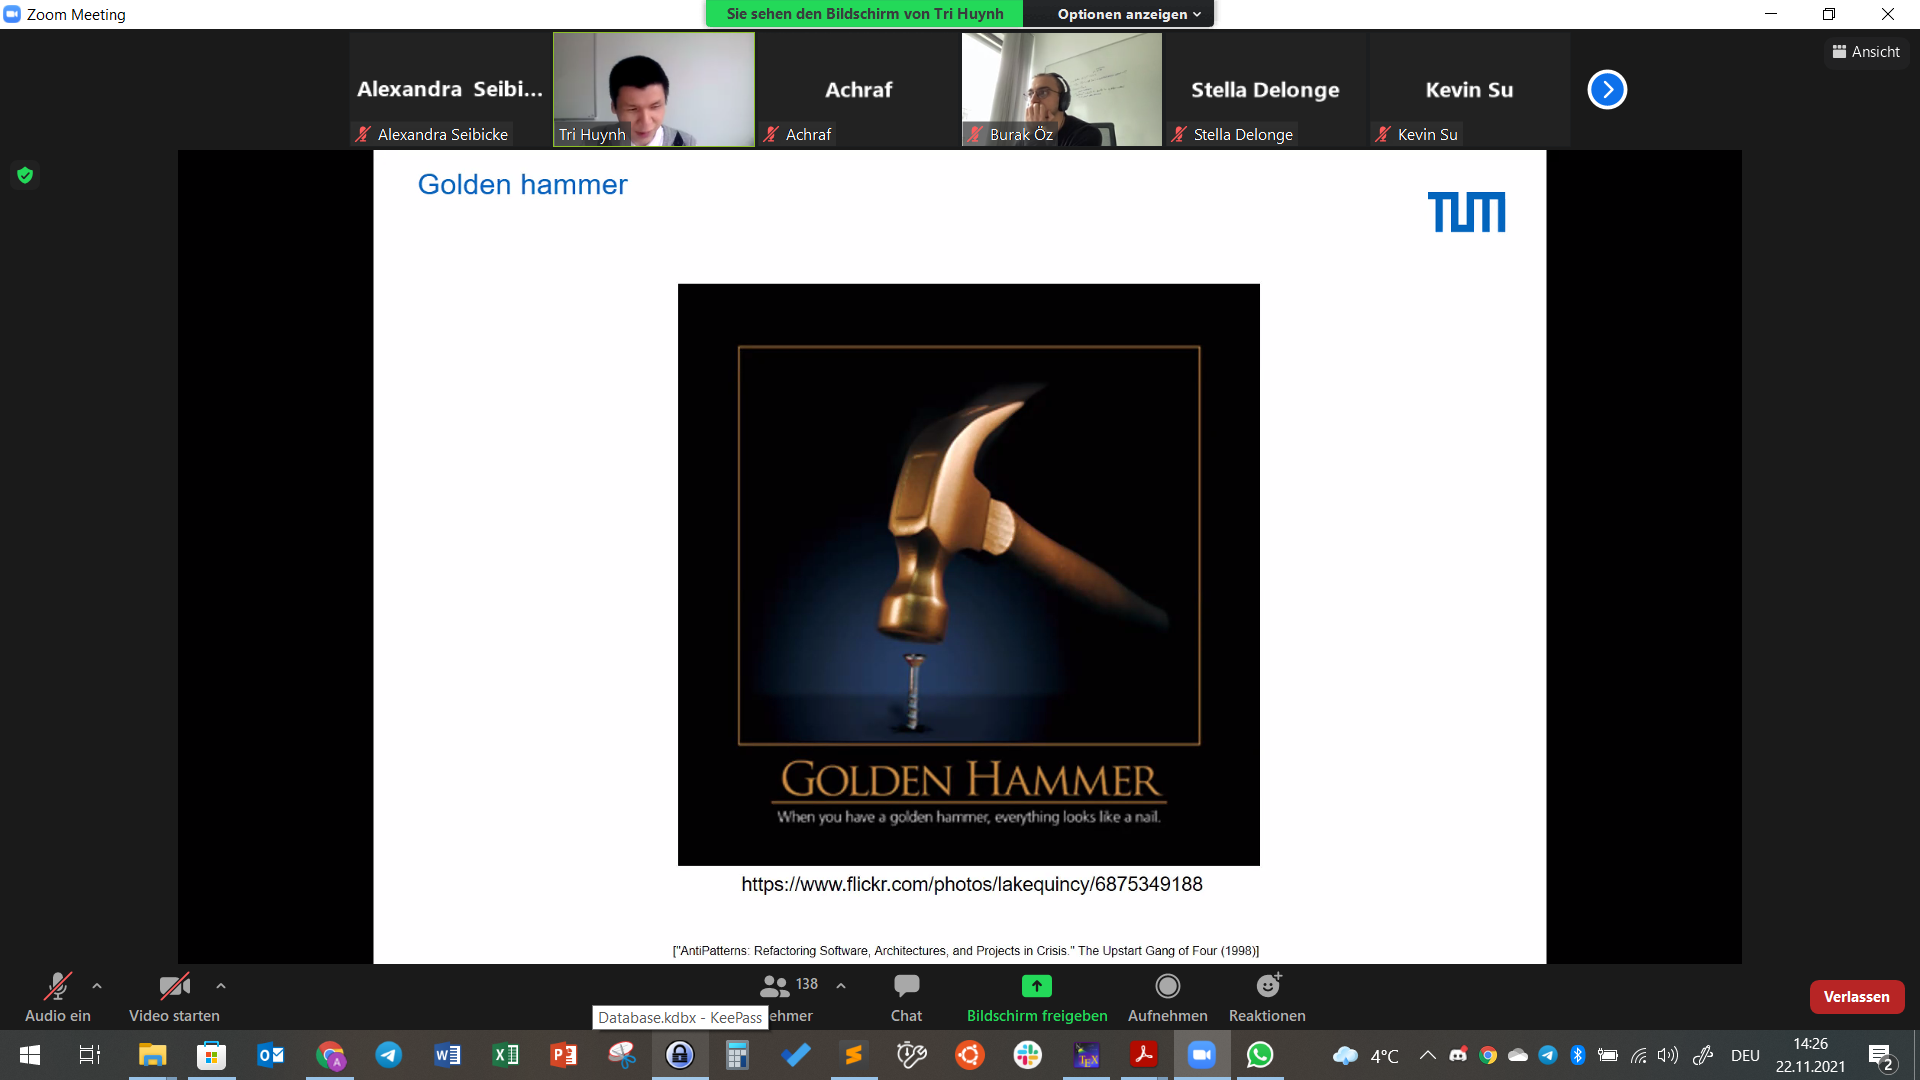 Zoom Meeting
Sie sehen den Bildschirm von Tri Huynh
Optionen anzeigen
Ansicht
Alexandra Seibi...
Achraf
Stella Delonge
Kevin Su
Alexandra Seibicke
Tri Huynh
Achraf
Burak Öz
Stella Delonge
Kevin Su
Golden hammer
TUM
GOLDEN HAMMER
When you have a golden hammer, everything looks like a nail.
https://www.flickr.com/photos/lakequincy/6875349188
["AntiPatterns: Refactoring Software, Architectures, and Projects in Crisis." The Upstart Gang of Four (1998)]
138
Audio ein
Video starten
Database.kdbx - KeePass
ehmer
Chat
Bildschirm freigeben
Aufnehmen
Reaktionen
Verlassen
4°C
DEU
14:26
22.11.2021
2